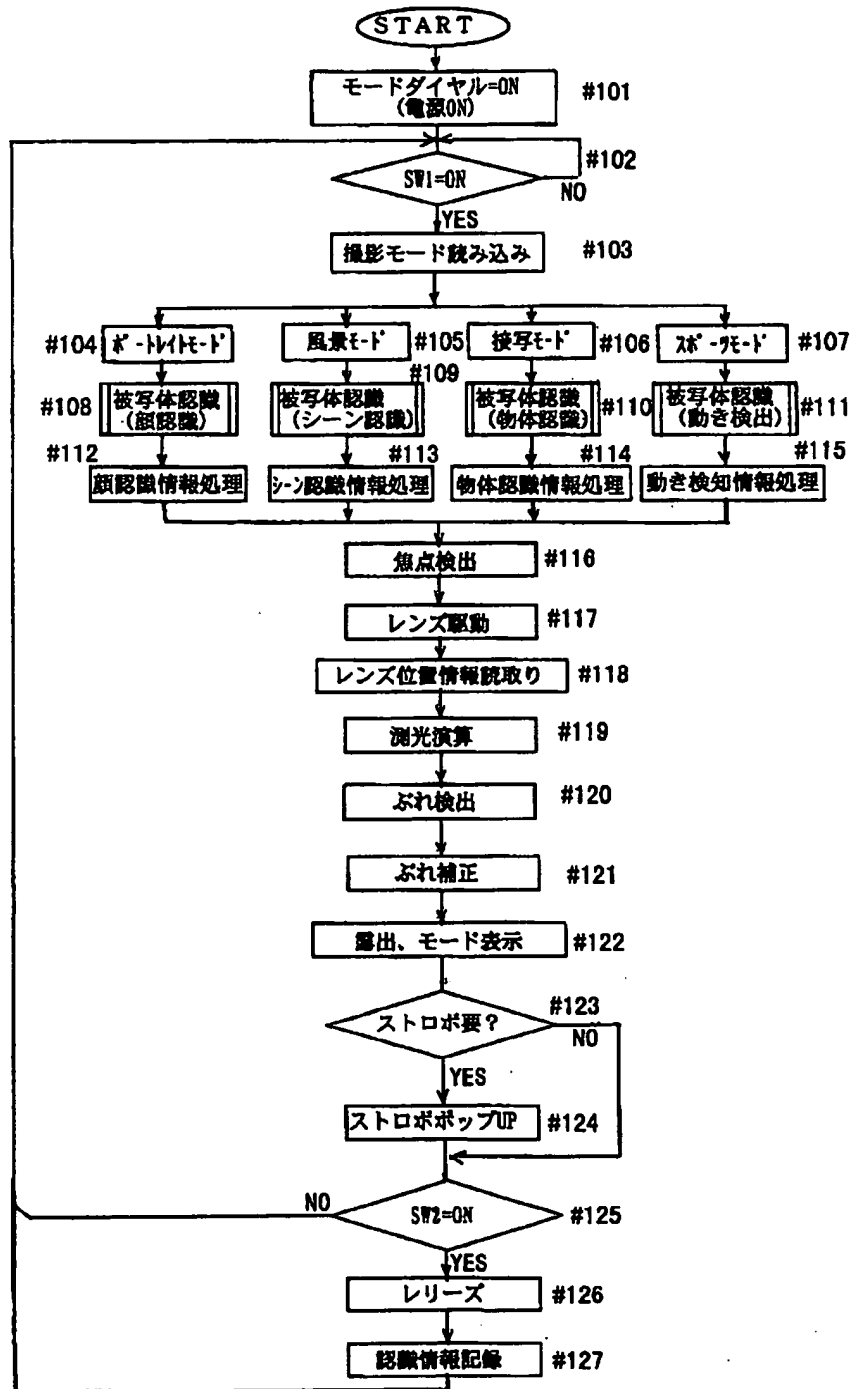 START
モードダイヤル=ON
(電源ON)
#101
#102
SW1=ON
NO
YES
撮影モード読み込み
#103
#104
ポートレイトモード
風景モード
#105
接写モード
#106
スポーツモード
#107
#108
被写体認識
(顔認識)
#109
被写体認識
(シーン認識)
被写体認識
(物体認識)
#110
被写体認識
(動き検出)
#111
#112
顔認識情報処理
#113
シーン認識情報処理
#114
物体認識情報処理
#115
動き検知情報処理
焦点検出
#116
レンズ駆動
#117
レンズ位置情報読取り
#118
測光演算
#119
ぶれ検出
#120
ぶれ補正
#121
露出、モード表示
#122
#123
ストロボ要?
NO
YES
ストロボポップUP
#124
NO
SW2=ON
#125
YES
レリーズ
#126
認識情報記録
#127